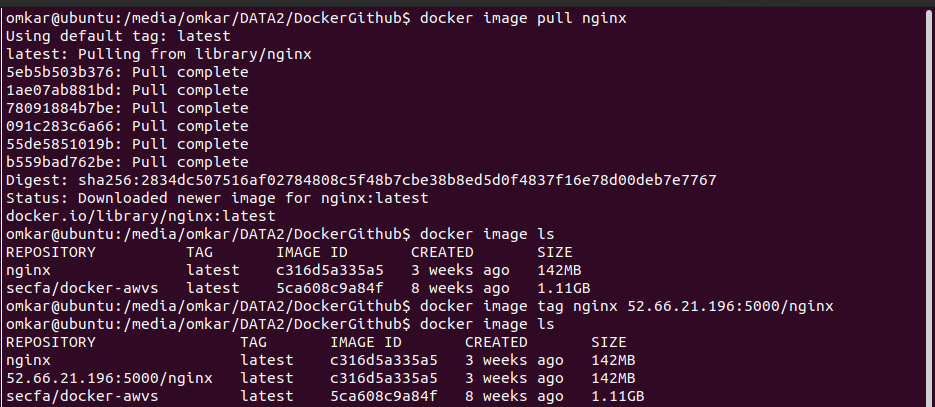 omkar@ubuntu:/media/omkar/DATA2/DockerGithub$ docker image pull nginx
Using default tag: latest
latest: Pulling from library/nginx
5eb5b503b376: Pull complete
1ae07ab881bd: Pull complete
78091884b7be: Pull complete
091c283c6a66: Pull complete
55de5851019b: Pull complete
b559bad762be: Pull complete
Digest: sha256:2834dc507516af02784808c5f48b7cbe38b8ed5d0f4837f16e78d00deb7e7767
Status: Downloaded newer image for nginx:latest
docker.io/library/nginx:latest
omkar@ubuntu:/media/omkar/DATA2/DockerGithub$ docker image ls
REPOSITORY          TAG       IMAGE ID       CREATED       SIZE
nginx               latest    c316d5a335a5   3 weeks ago   142MB
secfa/docker-awvs   latest    5ca608c9a84f   8 weeks ago   1.11GB
omkar@ubuntu:/media/omkar/DATA2/DockerGithub$ docker image tag nginx 52.66.21.196:5000/nginx
omkar@ubuntu:/media/omkar/DATA2/DockerGithub$ docker image ls
REPOSITORY                TAG       IMAGE ID       CREATED       SIZE
nginx                     latest    c316d5a335a5   3 weeks ago   142MB
52.66.21.196:5000/nginx   latest    c316d5a335a5   3 weeks ago   142MB
secfa/docker-awvs         latest    5ca608c9a84f   8 weeks ago   1.11GB